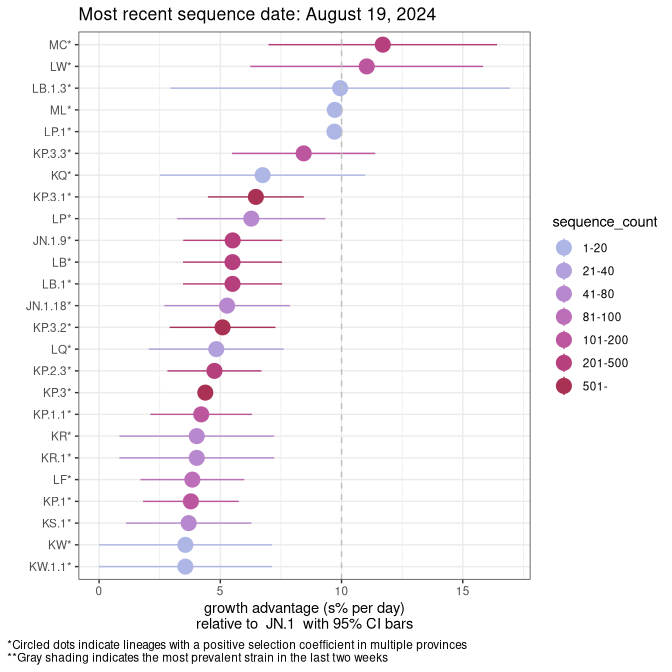 Most recent sequence date: August 19, 2024
MC*
LW*
LB.1.3*
ML*
LP.1*
KP.3.3*
KQ*
KP.3.1*
LP*
JN.1.9*
LB*
LB.1*
JN.1.18*
KP.3.2*
LQ*
KP.2.3*
KP.3*
KP.1.1*
KR*
KR.1*
LF*
KP.1*
KS.1*
KW*
KW.1.1*
0 5 10 15
growth advantage (s% per day)
relative to JN.1 with 95% CI bars
sequence_count
1-20
21-40
41-80
81-100
101-200
201-500
501-
*Circled dots indicate lineages with a positive selection coefficient in multiple provinces
**Gray shading indicates the most prevalent strain in the last two weeks